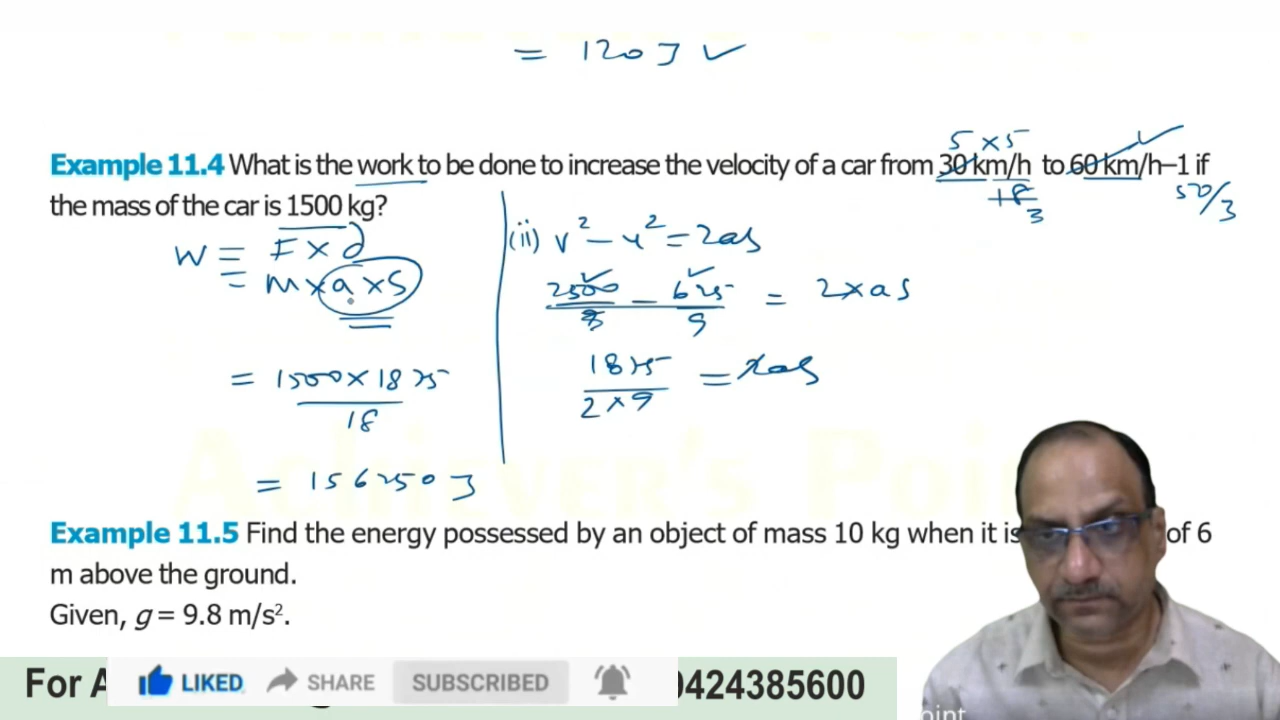 = 120 J ✓
Example 11.4 What is the work to be done to increase the velocity of a car from 30 km/h to 60 km/h–1 if
5 × 5
18
3
50/3
the mass of the car is 1500 kg?
W = F × d
= m × a × s
= 1500 × 1875
18
= 156250 J
(ii) v² − u² = 2as
2500 − 625 = 2 × as
9 9
1875 = 2as
2 × 9
Achiever's Point
Example 11.5 Find the energy possessed by an object of mass 10 kg when it is of 6
m above the ground.
Given, g = 9.8 m/s².
For A
LIKED SHARE SUBSCRIBED
9424385600